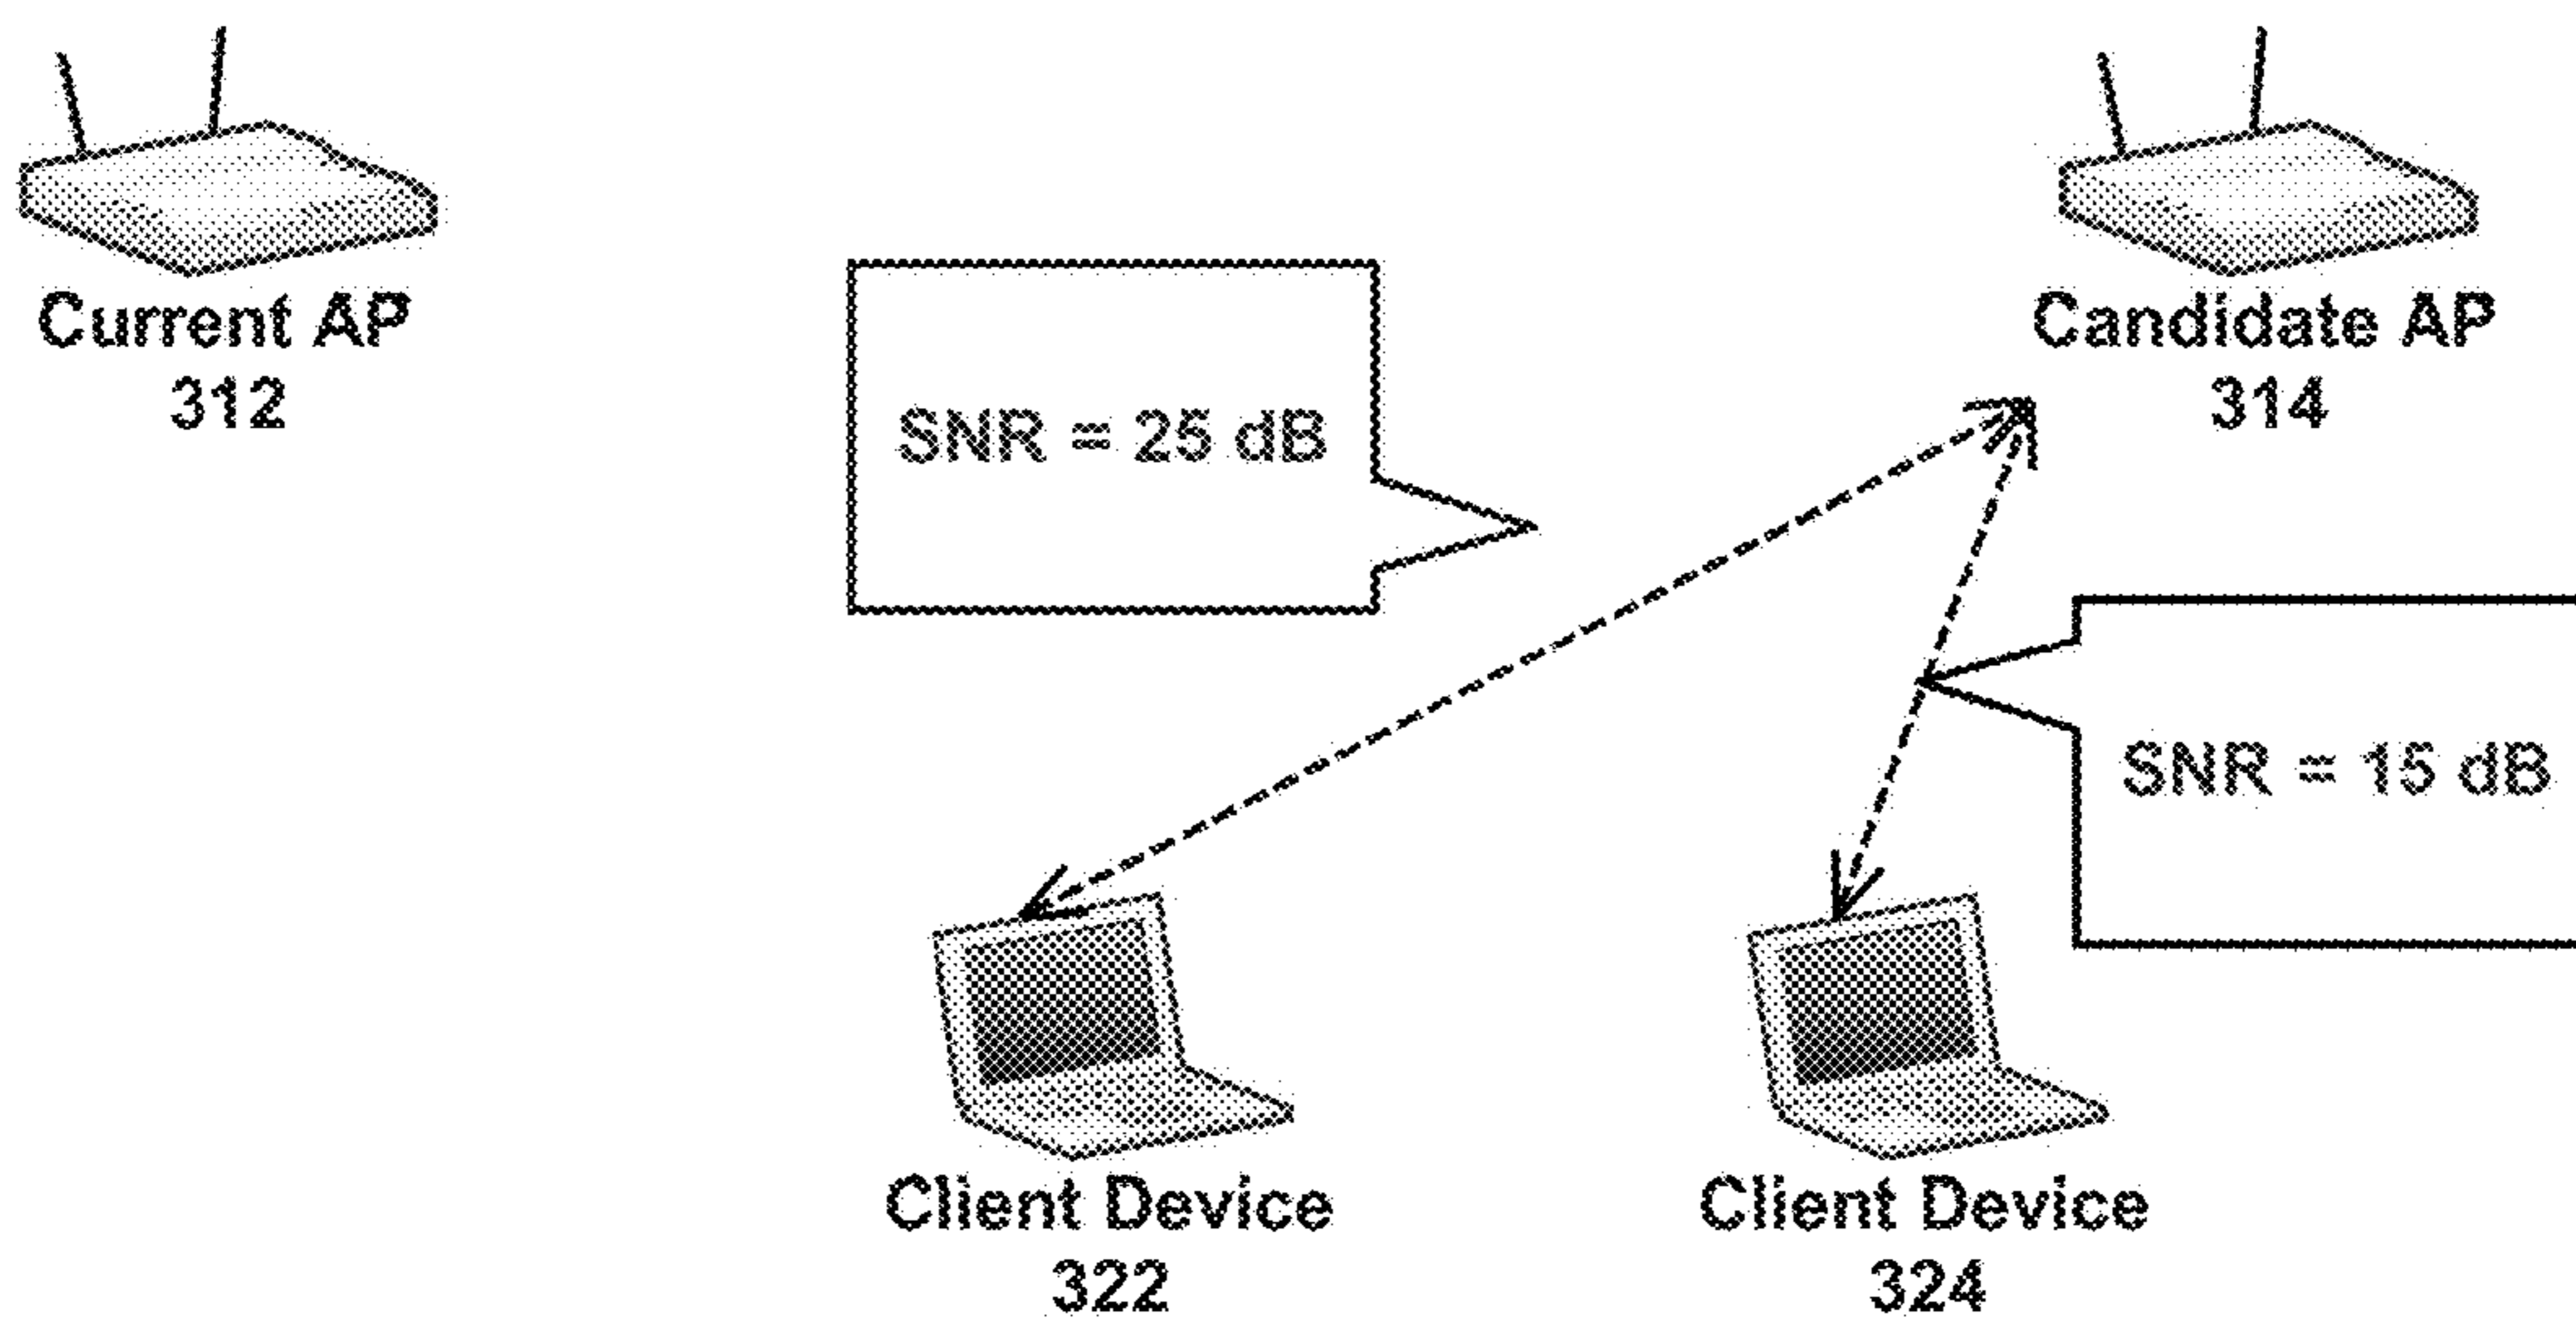 Current AP
312
Candidate AP
314
SNR = 25 dB
SNR = 15 dB
Client Device
322
Client Device
324